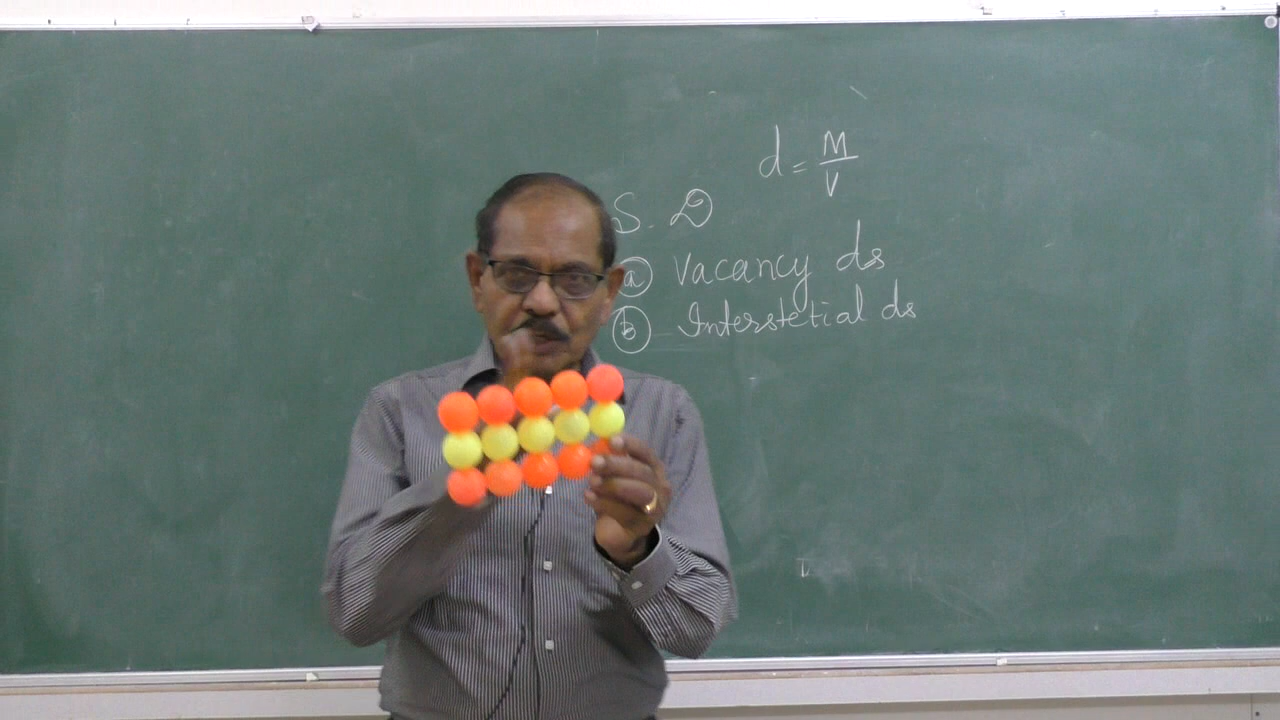 d = M/V
S. D
(a) Vacancy ds
(b) Interstetial ds